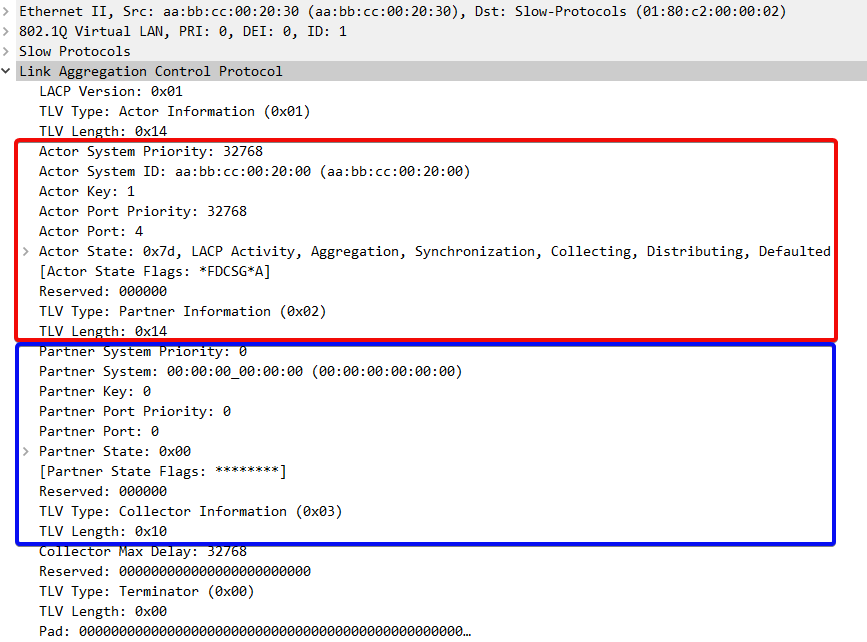 Ethernet II, Src: aa:bb:cc:00:20:30 (aa:bb:cc:00:20:30), Dst: Slow-Protocols (01:80:c2:00:00:02)
802.1Q Virtual LAN, PRI: 0, DEI: 0, ID: 1
Slow Protocols
Link Aggregation Control Protocol
LACP Version: 0x01
TLV Type: Actor Information (0x01)
TLV Length: 0x14
Actor System Priority: 32768
Actor System ID: aa:bb:cc:00:20:00 (aa:bb:cc:00:20:00)
Actor Key: 1
Actor Port Priority: 32768
Actor Port: 4
Actor State: 0x7d, LACP Activity, Aggregation, Synchronization, Collecting, Distributing, Defaulted
[Actor State Flags: *FDCSG*A]
Reserved: 000000
TLV Type: Partner Information (0x02)
TLV Length: 0x14
Partner System Priority: 0
Partner System: 00:00:00_00:00:00 (00:00:00:00:00:00)
Partner Key: 0
Partner Port Priority: 0
Partner Port: 0
Partner State: 0x00
[Partner State Flags: ********]
Reserved: 000000
TLV Type: Collector Information (0x03)
TLV Length: 0x10
Collector Max Delay: 32768
Reserved: 000000000000000000000000
TLV Type: Terminator (0x00)
TLV Length: 0x00
Pad: 000000000000000000000000000000000000000000000000…